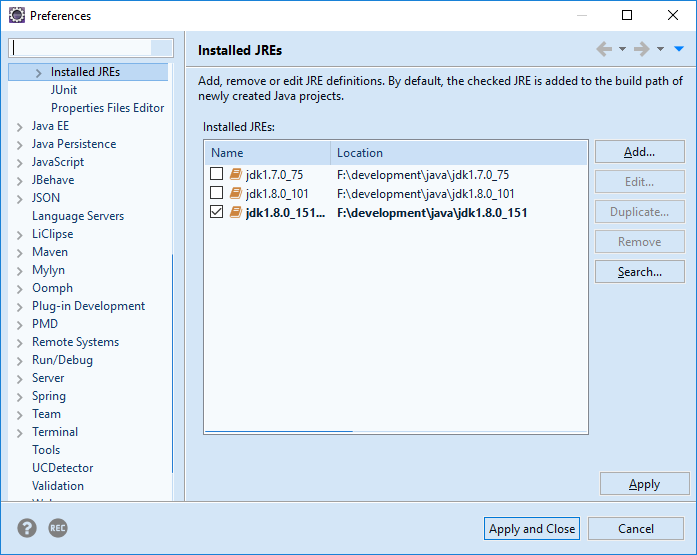 Preferences
Installed JREs
JUnit
Properties Files Editor
Java EE
Java Persistence
JavaScript
JBehave
JSON
Language Servers
LiClipse
Maven
Mylyn
Oomph
Plug-in Development
PMD
Remote Systems
Run/Debug
Server
Spring
Team
Terminal
Tools
UCDetector
Validation
Installed JREs
Add, remove or edit JRE definitions. By default, the checked JRE is added to the build path of
newly created Java projects.
Installed JREs:
Name Location
jdk1.7.0_75 F:\development\java\jdk1.7.0_75
jdk1.8.0_101 F:\development\java\jdk1.8.0_101
jdk1.8.0_151... F:\development\java\jdk1.8.0_151
Add...
Edit...
Duplicate...
Remove
Search...
Apply
? REC
Apply and Close
Cancel